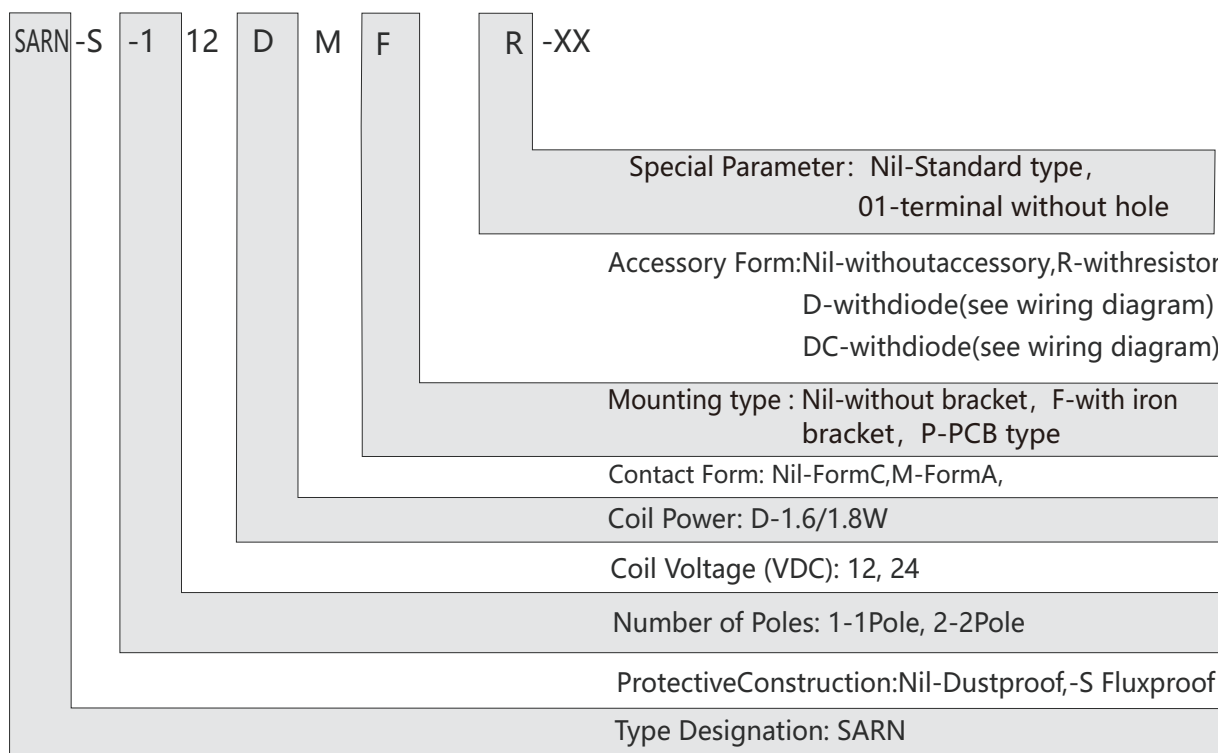 SARN -S -1 12 D M F R -XX
Special Parameter: Nil-Standard type,
01-terminal without hole
Accessory Form:Nil-withoutaccessory,R-withresistor
D-withdiode(see wiring diagram)
DC-withdiode(see wiring diagram)
Mounting type : Nil-without bracket, F-with iron
bracket, P-PCB type
Contact Form: Nil-FormC,M-FormA,
Coil Power: D-1.6/1.8W
Coil Voltage (VDC): 12, 24
Number of Poles: 1-1Pole, 2-2Pole
ProtectiveConstruction:Nil-Dustproof,-S Fluxproof
Type Designation: SARN